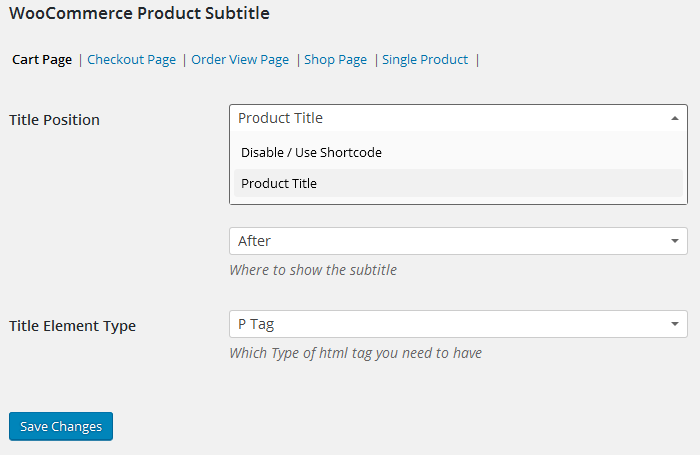 WooCommerce Product Subtitle
Cart Page | Checkout Page | Order View Page | Shop Page | Single Product |
Title Position
Product Title
Disable / Use Shortcode
Product Title
After
Where to show the subtitle
Title Element Type
P Tag
Which Type of html tag you need to have
Save Changes